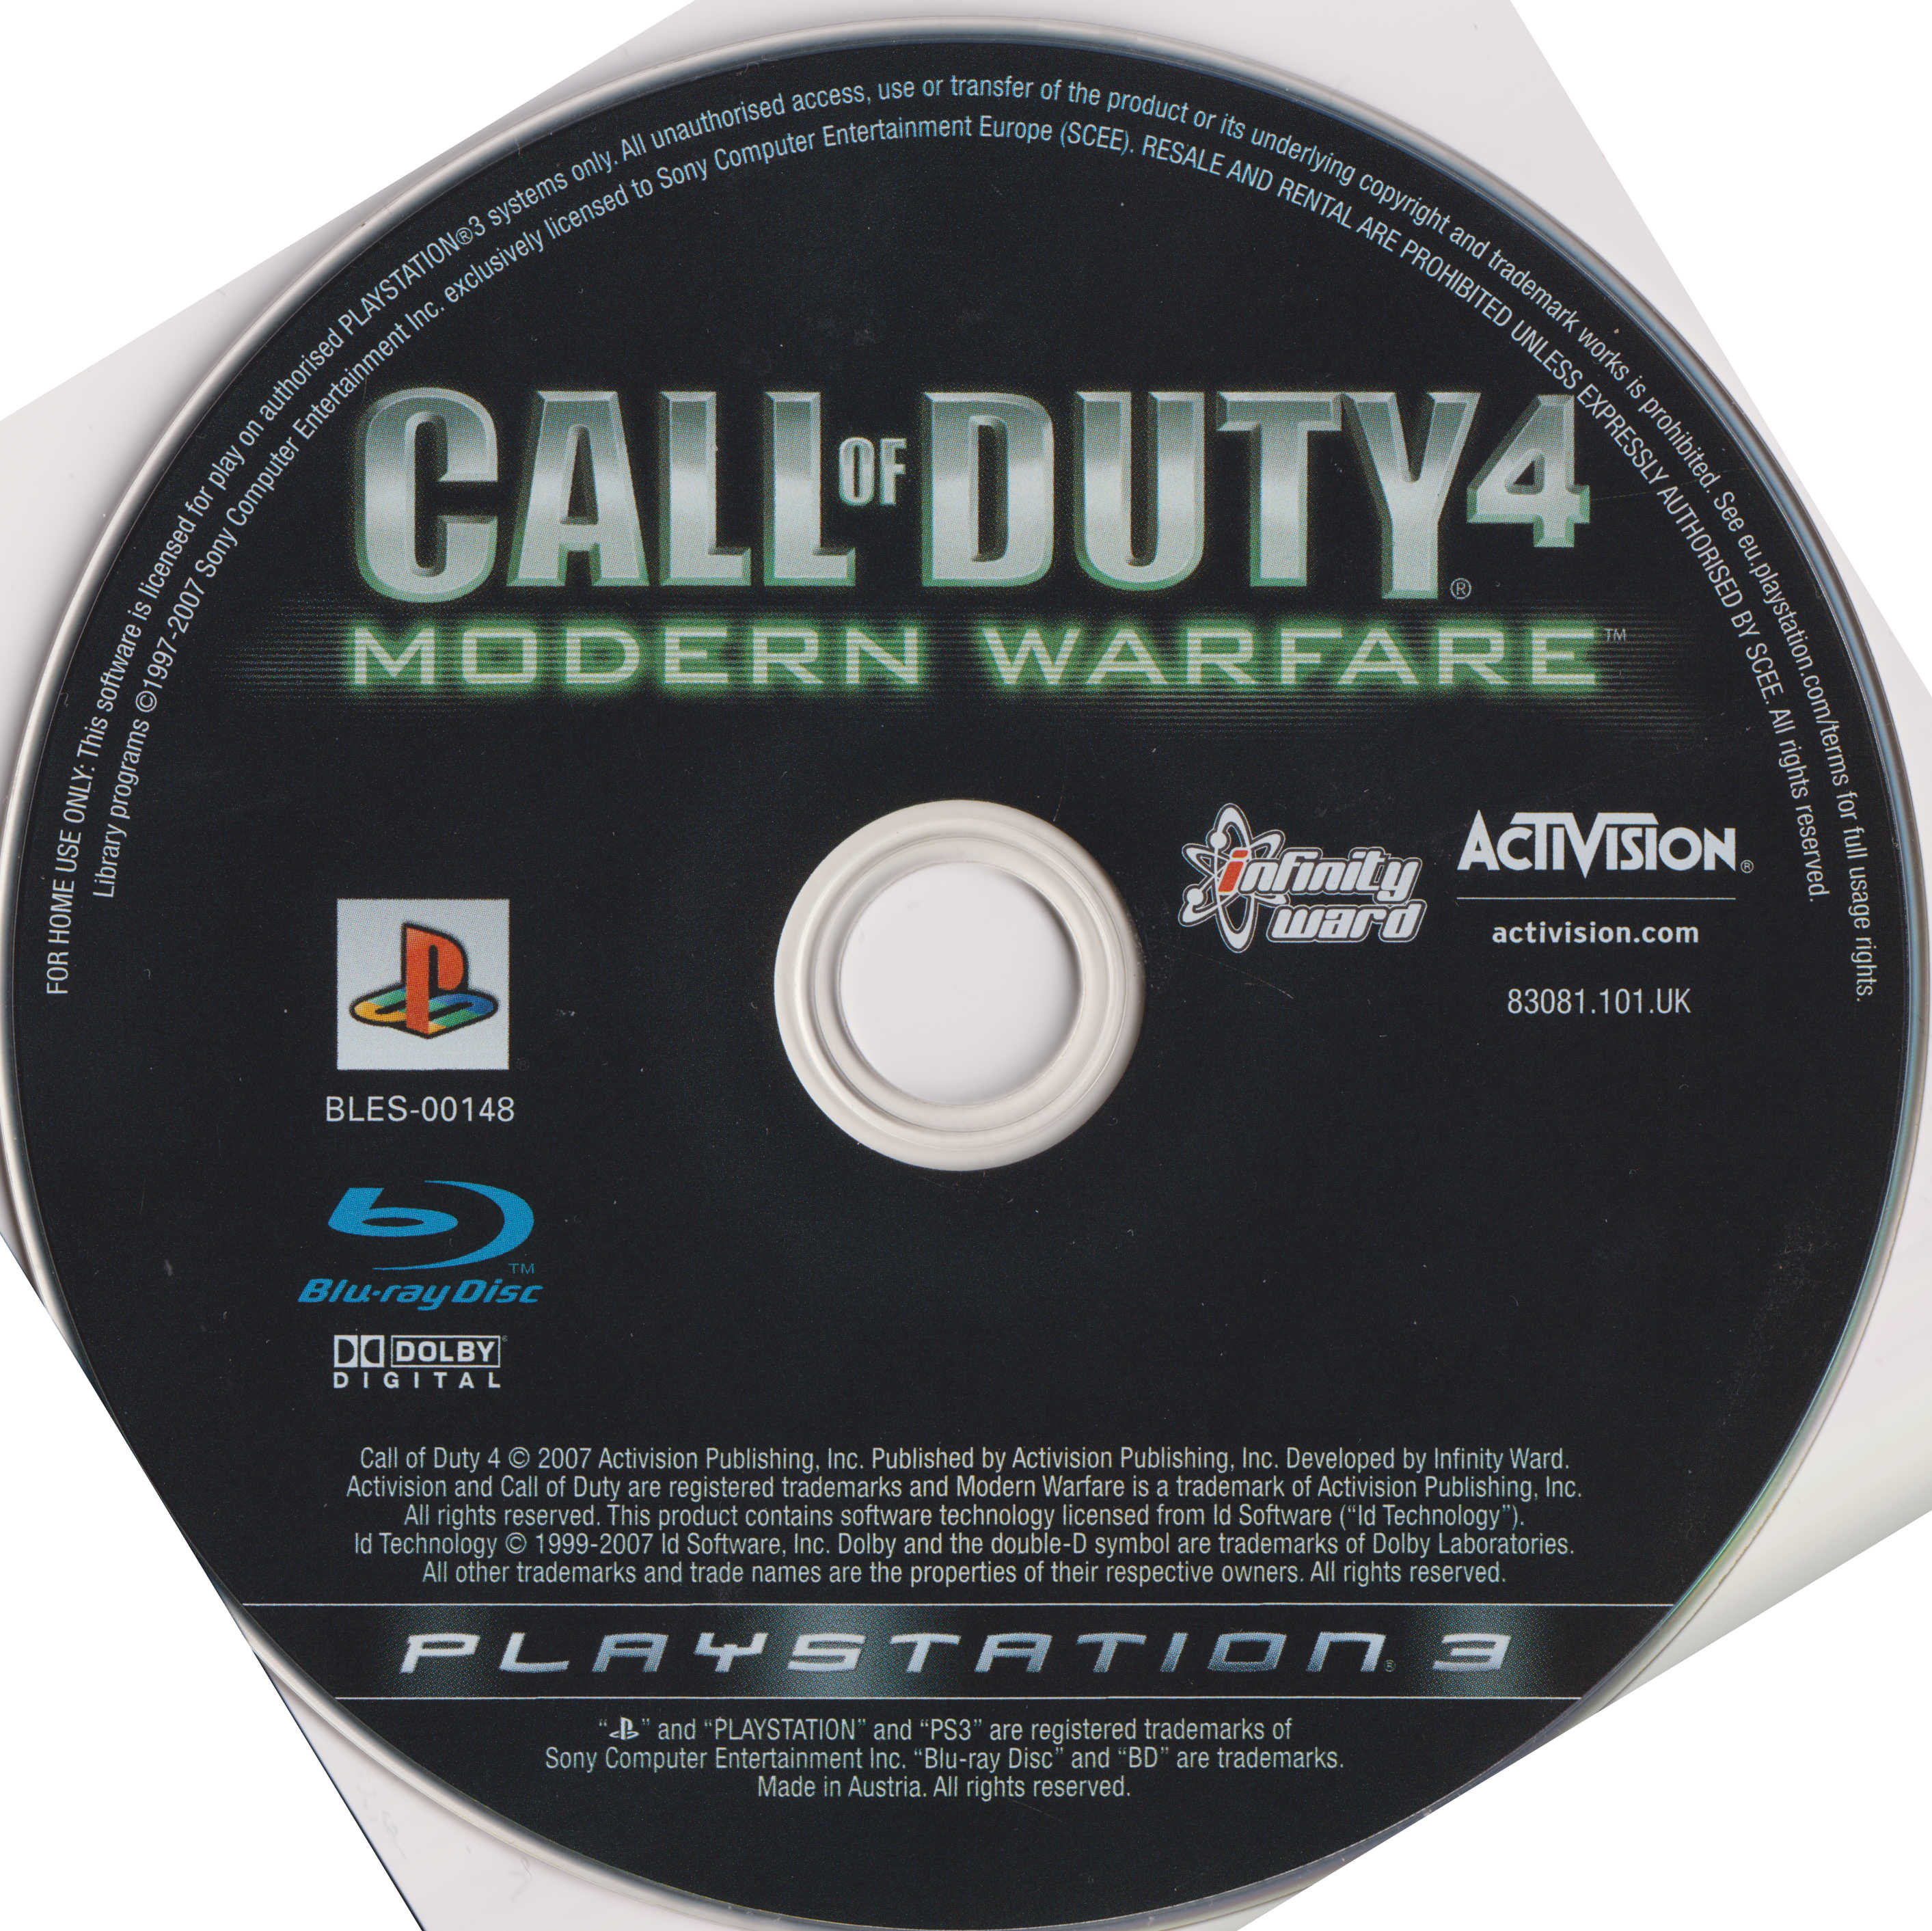 FOR HOME USE ONLY: This software is licensed for play on authorised PLAYSTATION®3 systems only. All unauthorised access, use or transfer of the product or its underlying copyright and trademark works is prohibited. See eu.playstation.com/terms for full usage rights.
Library programs ©1997-2007 Sony Computer Entertainment Inc. exclusively licensed to Sony Computer Entertainment Europe (SCEE). RESALE AND RENTAL ARE PROHIBITED UNLESS EXPRESSLY AUTHORISED BY SCEE. All rights reserved.
CALL OF DUTY 4®
MODERN WARFARE™
infinity
ward
ACTIVISION®
activision.com
83081.101.UK
BLES-00148
Blu-ray Disc™
DOLBY®
DIGITAL
Call of Duty 4 © 2007 Activision Publishing, Inc. Published by Activision Publishing, Inc. Developed by Infinity Ward.
Activision and Call of Duty are registered trademarks and Modern Warfare is a trademark of Activision Publishing, Inc.
All rights reserved. This product contains software technology licensed from Id Software (“Id Technology”).
Id Technology © 1999-2007 Id Software, Inc. Dolby and the double-D symbol are trademarks of Dolby Laboratories.
All other trademarks and trade names are the properties of their respective owners. All rights reserved.
PLAYSTATION®3
“PS” and “PLAYSTATION” and “PS3” are registered trademarks of
Sony Computer Entertainment Inc. “Blu-ray Disc” and “BD” are trademarks.
Made in Austria. All rights reserved.